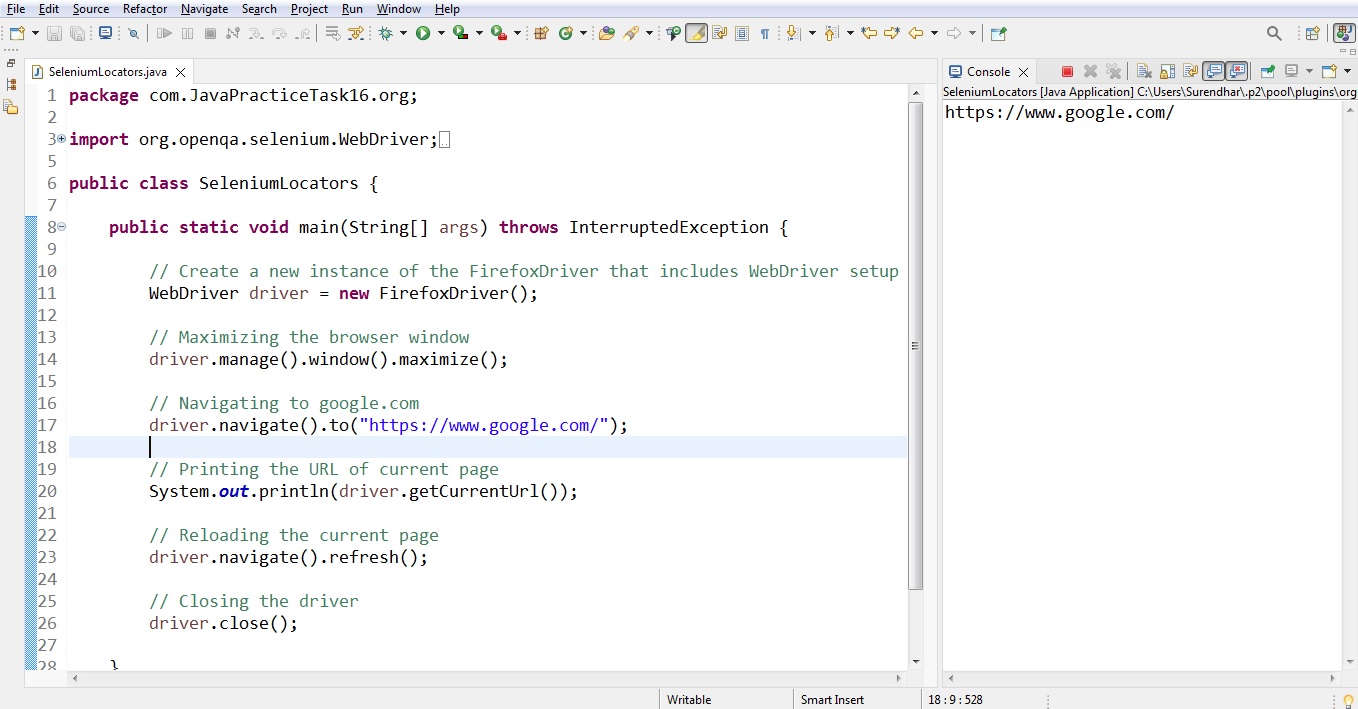 File Edit Source Refactor Navigate Search Project Run Window Help
SeleniumLocators.java
1 package com.JavaPracticeTask16.org;
2
3 import org.openqa.selenium.WebDriver;
5
6 public class SeleniumLocators {
7
8 public static void main(String[] args) throws InterruptedException {
9
10 // Create a new instance of the FirefoxDriver that includes WebDriver setup
11 WebDriver driver = new FirefoxDriver();
12
13 // Maximizing the browser window
14 driver.manage().window().maximize();
15
16 // Navigating to google.com
17 driver.navigate().to("https://www.google.com/");
18
19 // Printing the URL of current page
20 System.out.println(driver.getCurrentUrl());
21
22 // Reloading the current page
23 driver.navigate().refresh();
24
25 // Closing the driver
26 driver.close();
27
28 }
Console
SeleniumLocators [Java Application] C:\Users\Surendhar\.p2\pool\plugins\org
https://www.google.com/
Writable Smart Insert 18 : 9 : 528